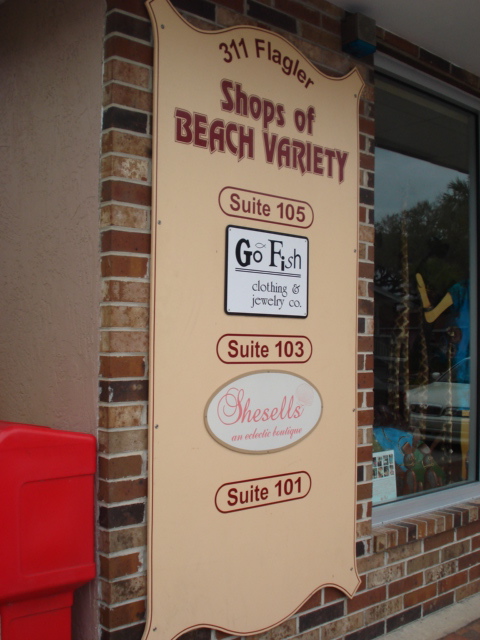 311 Flagler
Shops of
BEACH VARIETY
Suite 105
Go Fish
clothing &
jewelry co.
Suite 103
Shesells
an eclectic boutique
Suite 101